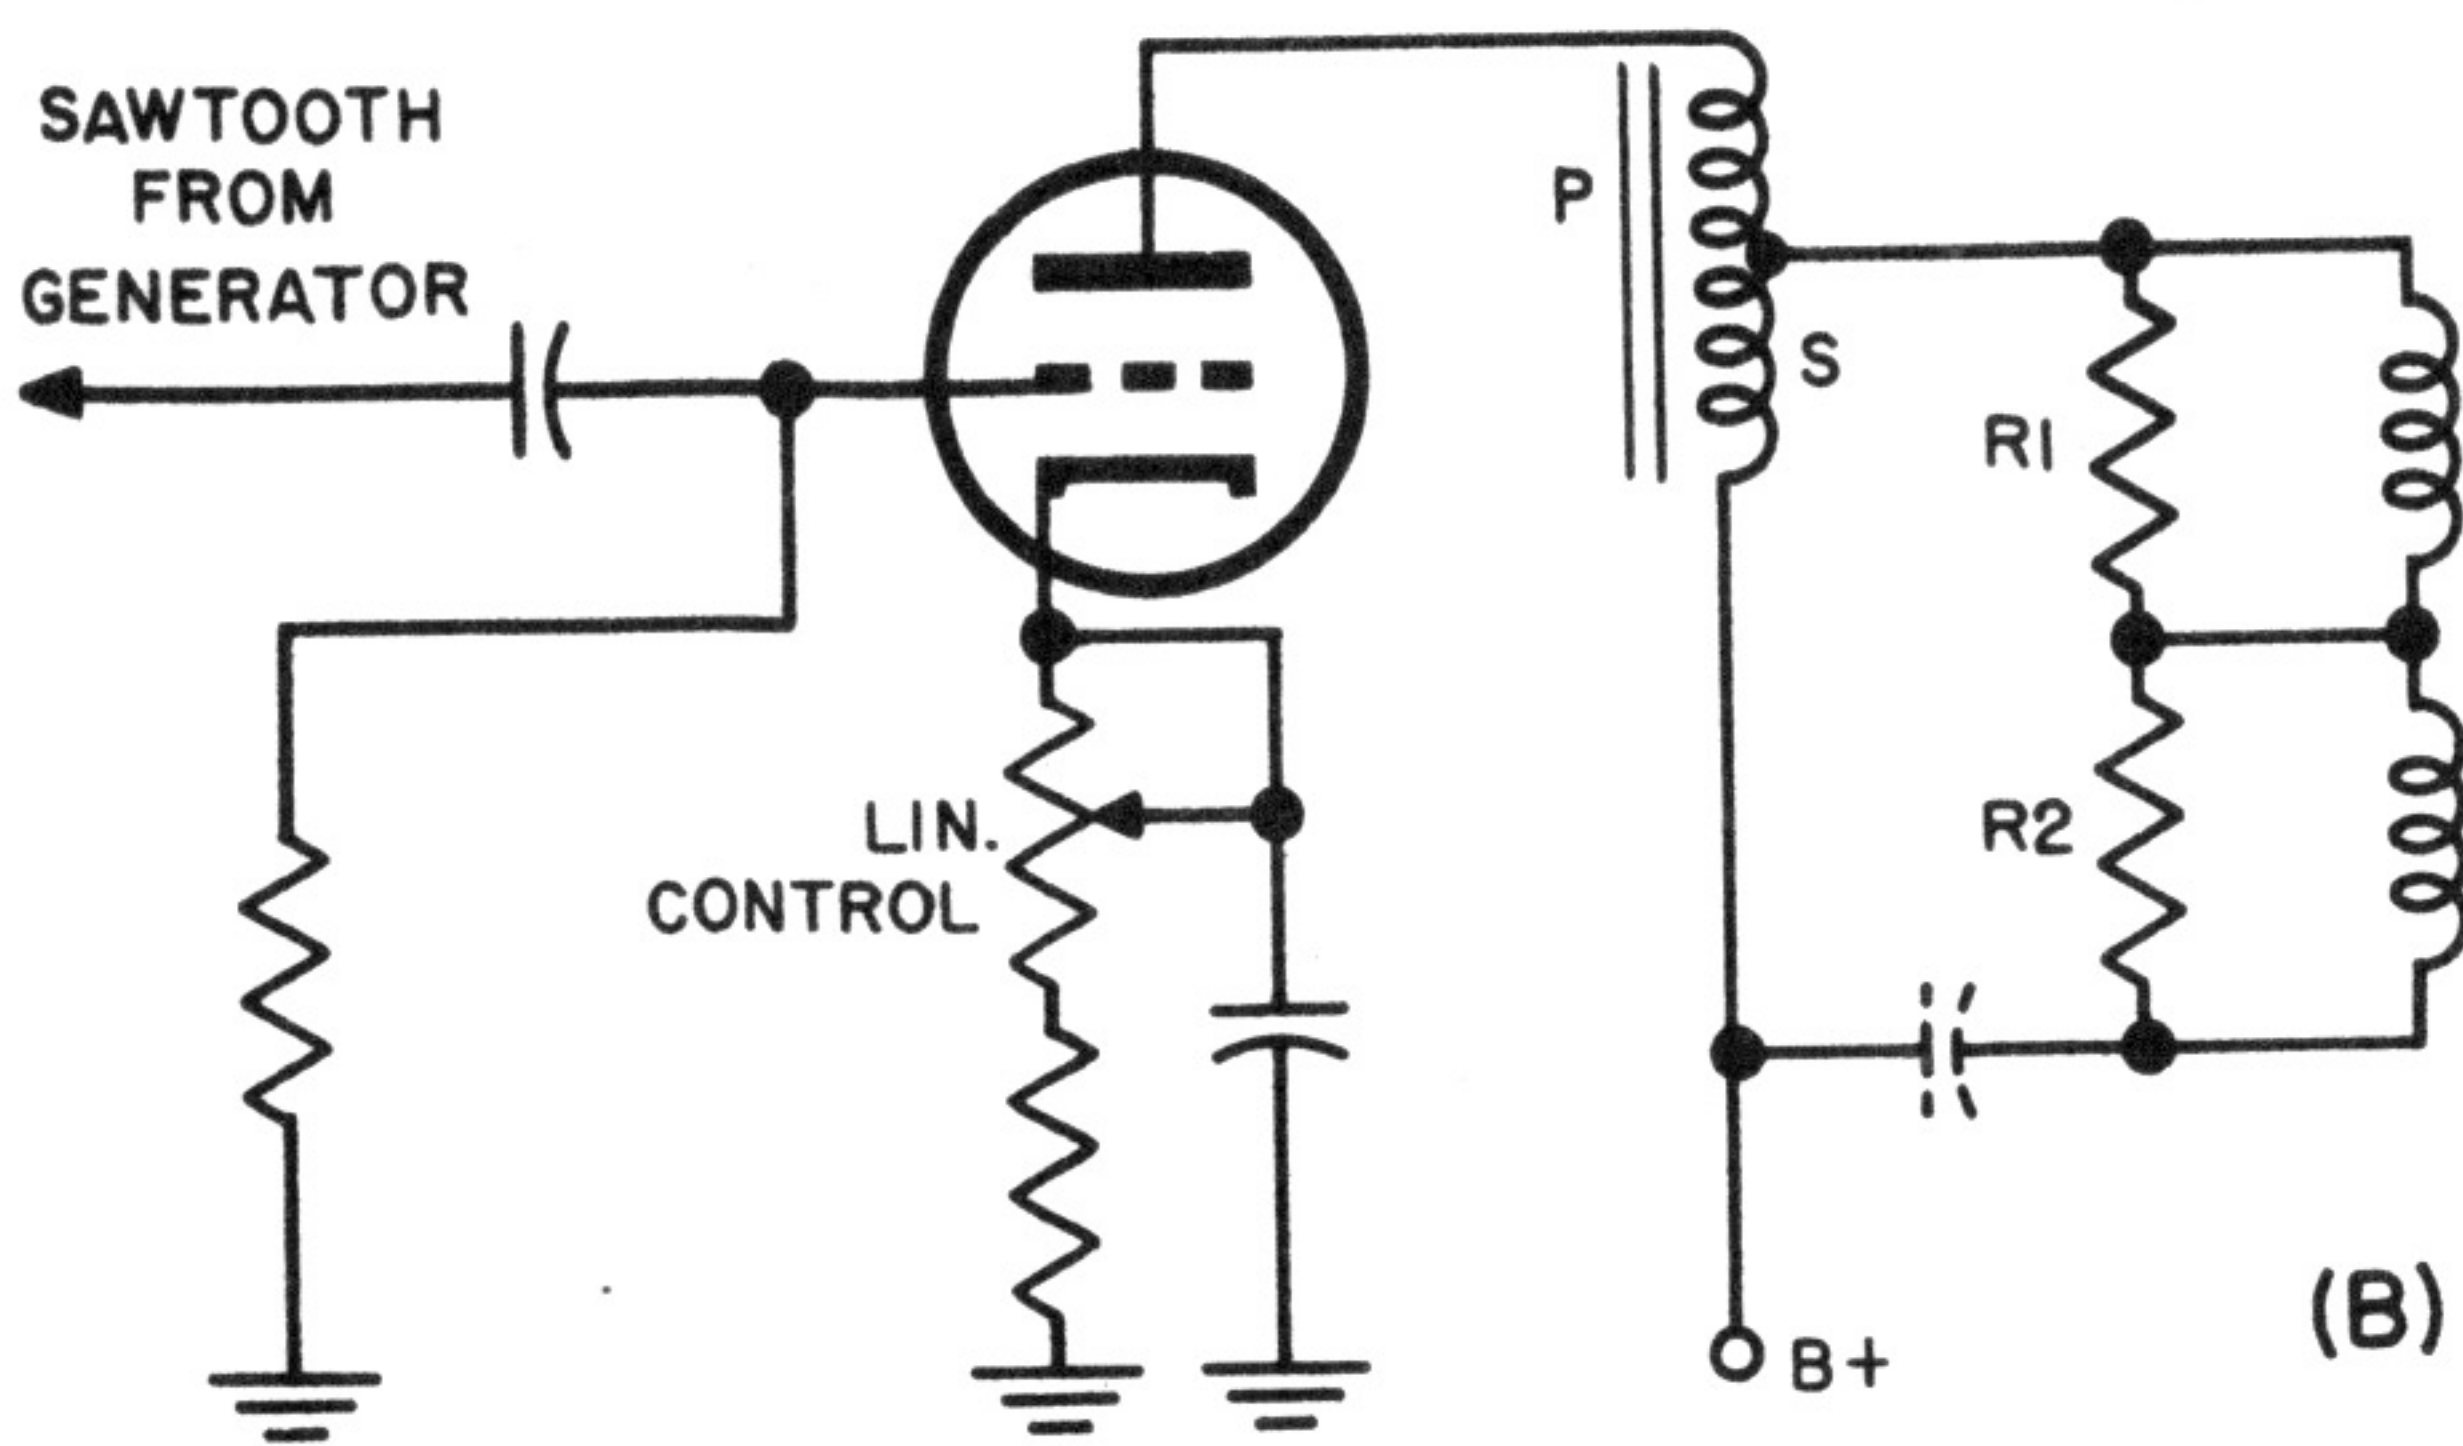 SAWTOOTH
FROM
GENERATOR
P
S
R1
LIN.
CONTROL
R2
B+
(B)